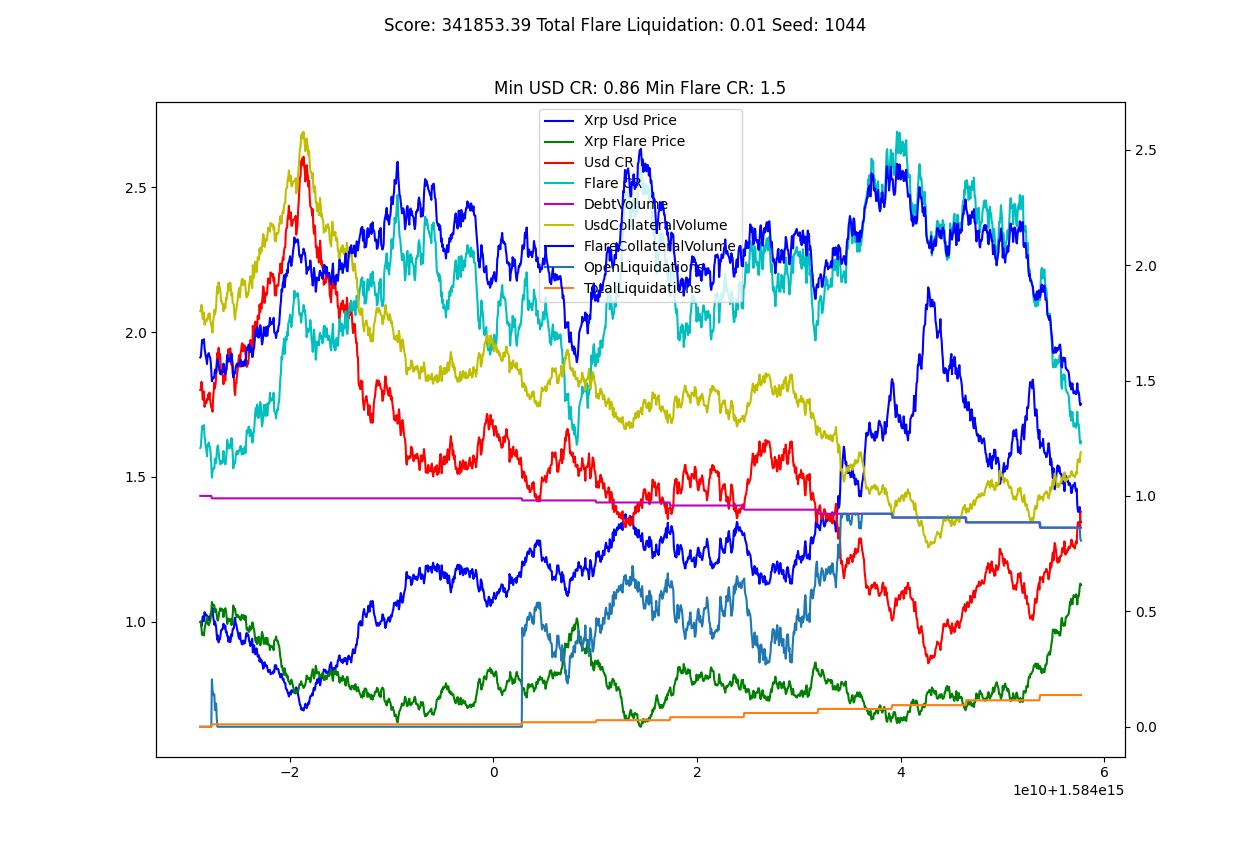 Score: 341853.39 Total Flare Liquidation: 0.01 Seed: 1044
Min USD CR: 0.86 Min Flare CR: 1.5
Xrp Usd Price
Xrp Flare Price
Usd CR
Flare CR
DebtVolume
UsdCollateralVolume
FlareCollateralVolume
OpenLiquidations
TotalLiquidations
2.5
2.0
1.5
1.0
2.5
2.0
1.5
1.0
0.5
0.0
−2
0
2
4
6
1e10+1.584e15